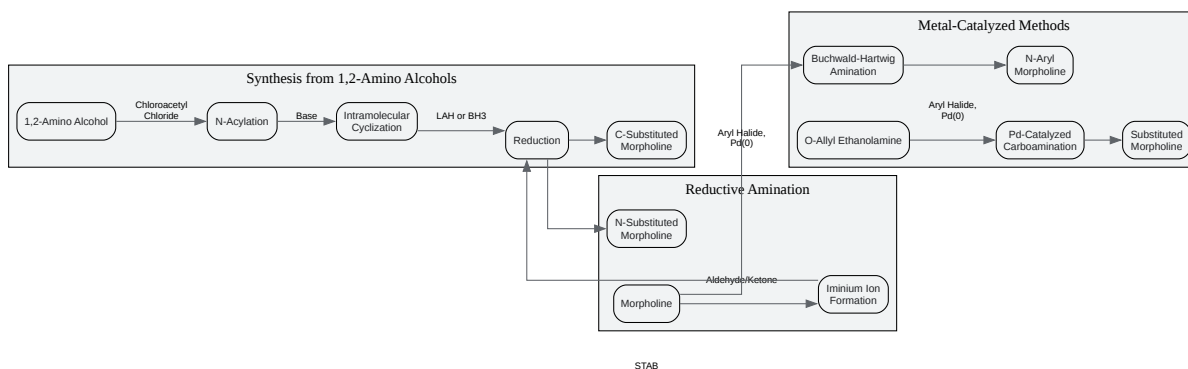 Metal-Catalyzed Methods
Buchwald-Hartwig
Amination
N-Aryl
Morpholine
Aryl Halide,
Pd(0)
O-Allyl Ethanolamine
Pd-Catalyzed
Carboamination
Substituted
Morpholine
Synthesis from 1,2-Amino Alcohols
1,2-Amino Alcohol
Chloroacetyl
Chloride
N-Acylation
Base
Intramolecular
Cyclization
LAH or BH3
Reduction
C-Substituted
Morpholine
Aryl Halide,
Pd(0)
Reductive Amination
N-Substituted
Morpholine
Aldehyde/Ketone
Morpholine
Iminium Ion
Formation
STAB